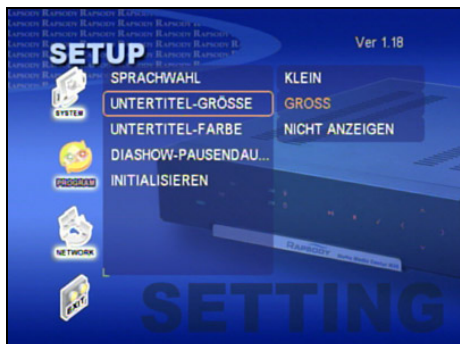 SETUP
Ver 1.18
SPRACHWAHL
KLEIN
UNTERTITEL-GRÖSSE
GROSS
UNTERTITEL-FARBE
NICHT ANZEIGEN
DIASHOW-PAUSENDAU...
INITIALISIEREN
SYSTEM
PROGRAM
NETWORK
EXIT
RAPSODY
SETTING